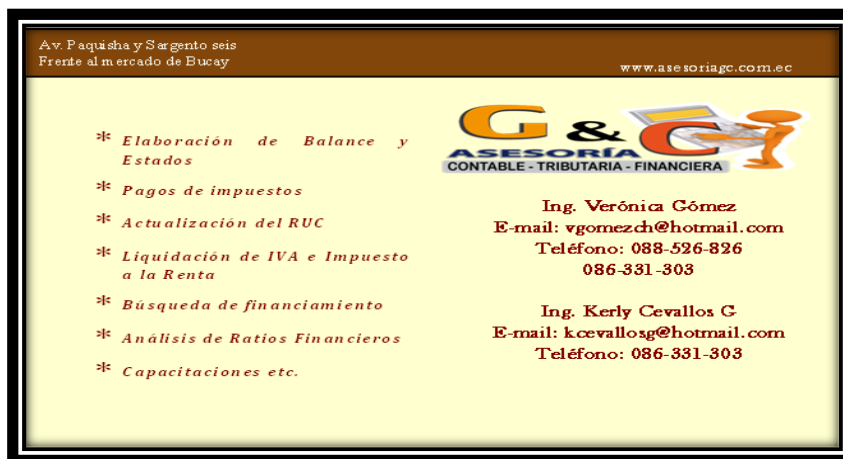 Av. Paquisha y Sargento seis
Frente al mercado de Bucay
www.asesoriagc.com.ec
* Elaboración de Balance y
Estados
* Pagos de impuestos
* Actualización del RUC
* Liquidación de IVA e Impuesto
a la Renta
* Búsqueda de financiamiento
* Análisis de Ratios Financieros
* Capacitaciones etc.
G & C
ASESORÍA
CONTABLE - TRIBUTARIA - FINANCIERA
Ing. Verónica Gómez
E-mail: vgomezch@hotmail.com
Teléfono: 088-526-826
086-331-303
Ing. Kerly Cevallos G
E-mail: kcevallosg@hotmail.com
Teléfono: 086-331-303